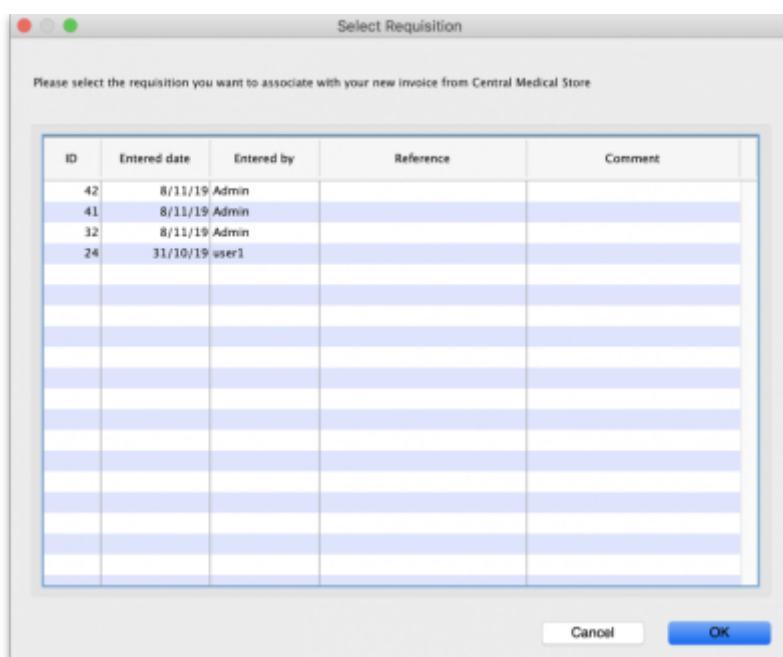 Select Requisition
Please select the requisition you want to associate with your new invoice from Central Medical Store
ID Entered date Entered by Reference Comment
42 8/11/19 Admin
41 8/11/19 Admin
32 8/11/19 Admin
24 31/10/19 user1
Cancel OK